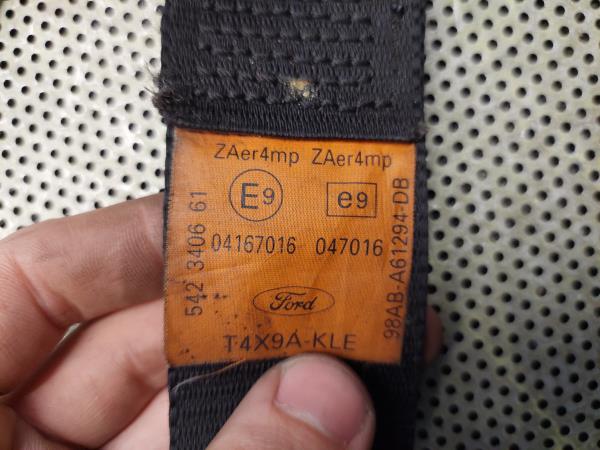 ZAer4mp ZAer4mp
E9 e9
04167016 047016
Ford
T4X9A-KLE
542 3406 61
98AB-A61294-DB